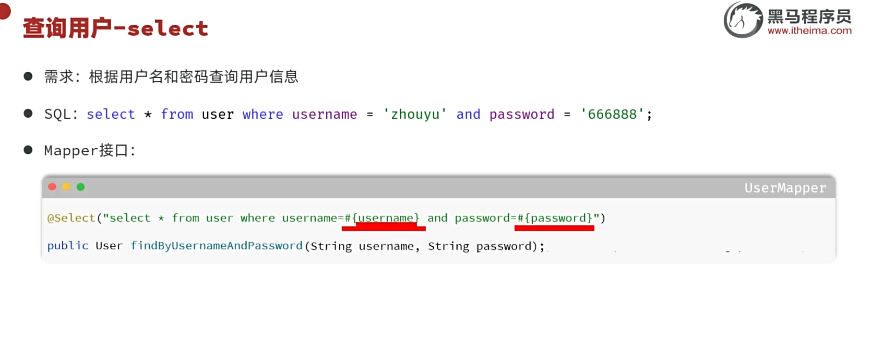 查询用户-select
黑马程序员
www.itheima.com
需求：根据用户名和密码查询用户信息
SQL：select * from user where username = 'zhouyu' and password = '666888';
Mapper接口：
UserMapper
@Select("select * from user where username=#{username} and password=#{password}")
public User findByUsernameAndPassword(String username, String password);